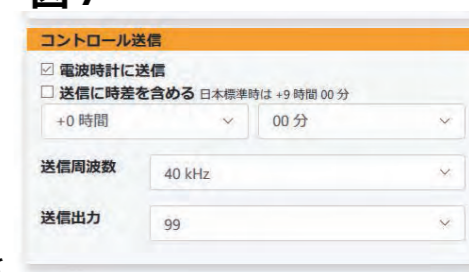 コントロール送信
電波時計に送信
送信に時差を含める 日本標準時は +9 時間 00 分
+0 時間
00 分
送信周波数
40 kHz
送信出力
99